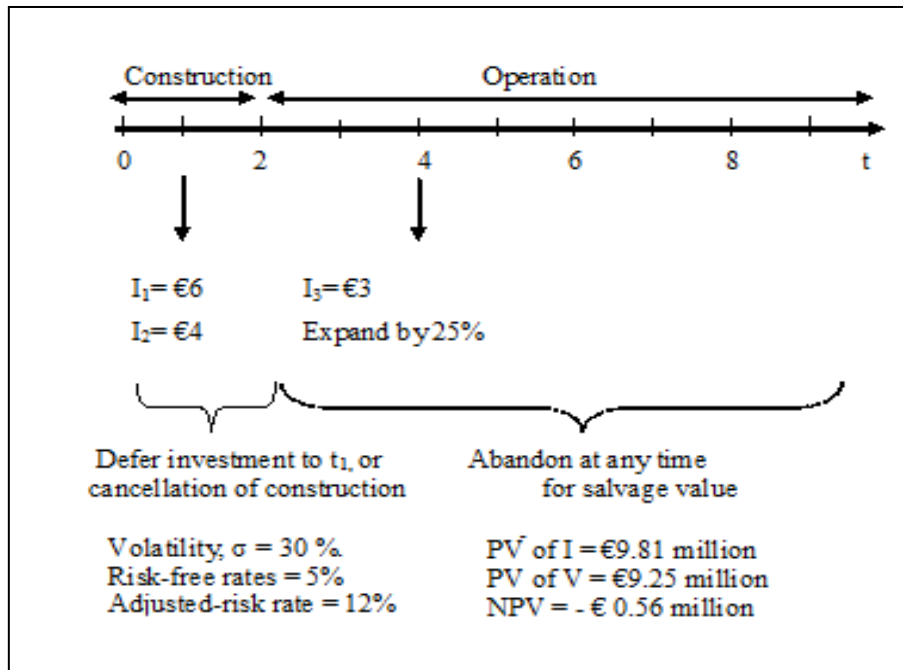 Construction Operation
0 2 4 6 8 t
I₁= €6 I₃= €3
I₂= €4 Expand by 25%
Defer investment to t₁, or Abandon at any time
cancellation of construction for salvage value
Volatility, σ = 30 %. PV of I = €9.81 million
Risk-free rates = 5% PV of V = €9.25 million
Adjusted-risk rate = 12% NPV = - € 0.56 million